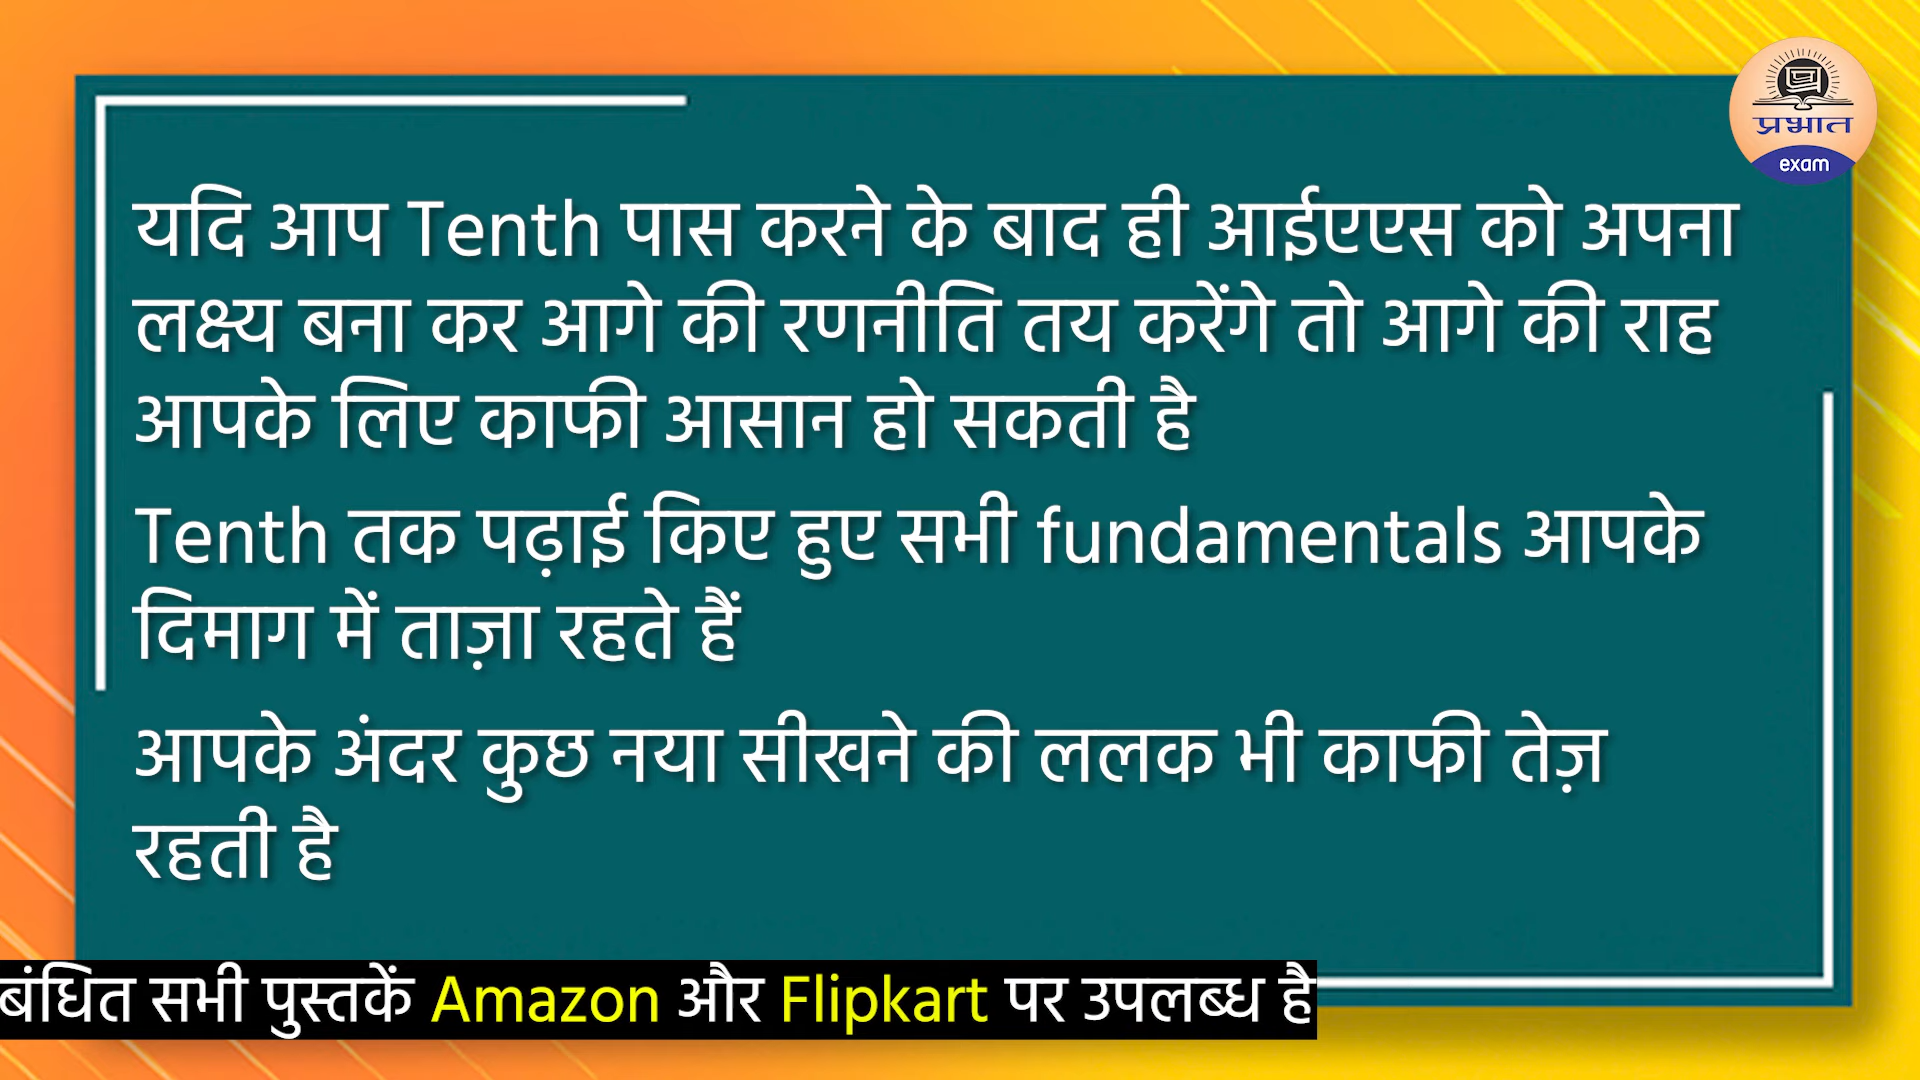 प्रभात
exam
यदि आप Tenth पास करने के बाद ही आईएएस को अपना
लक्ष्य बना कर आगे की रणनीति तय करेंगे तो आगे की राह
आपके लिए काफी आसान हो सकती है
Tenth तक पढ़ाई किए हुए सभी fundamentals आपके
दिमाग में ताज़ा रहते हैं
आपके अंदर कुछ नया सीखने की ललक भी काफी तेज़
रहती है
बंधित सभी पुस्तकें Amazon और Flipkart पर उपलब्ध है